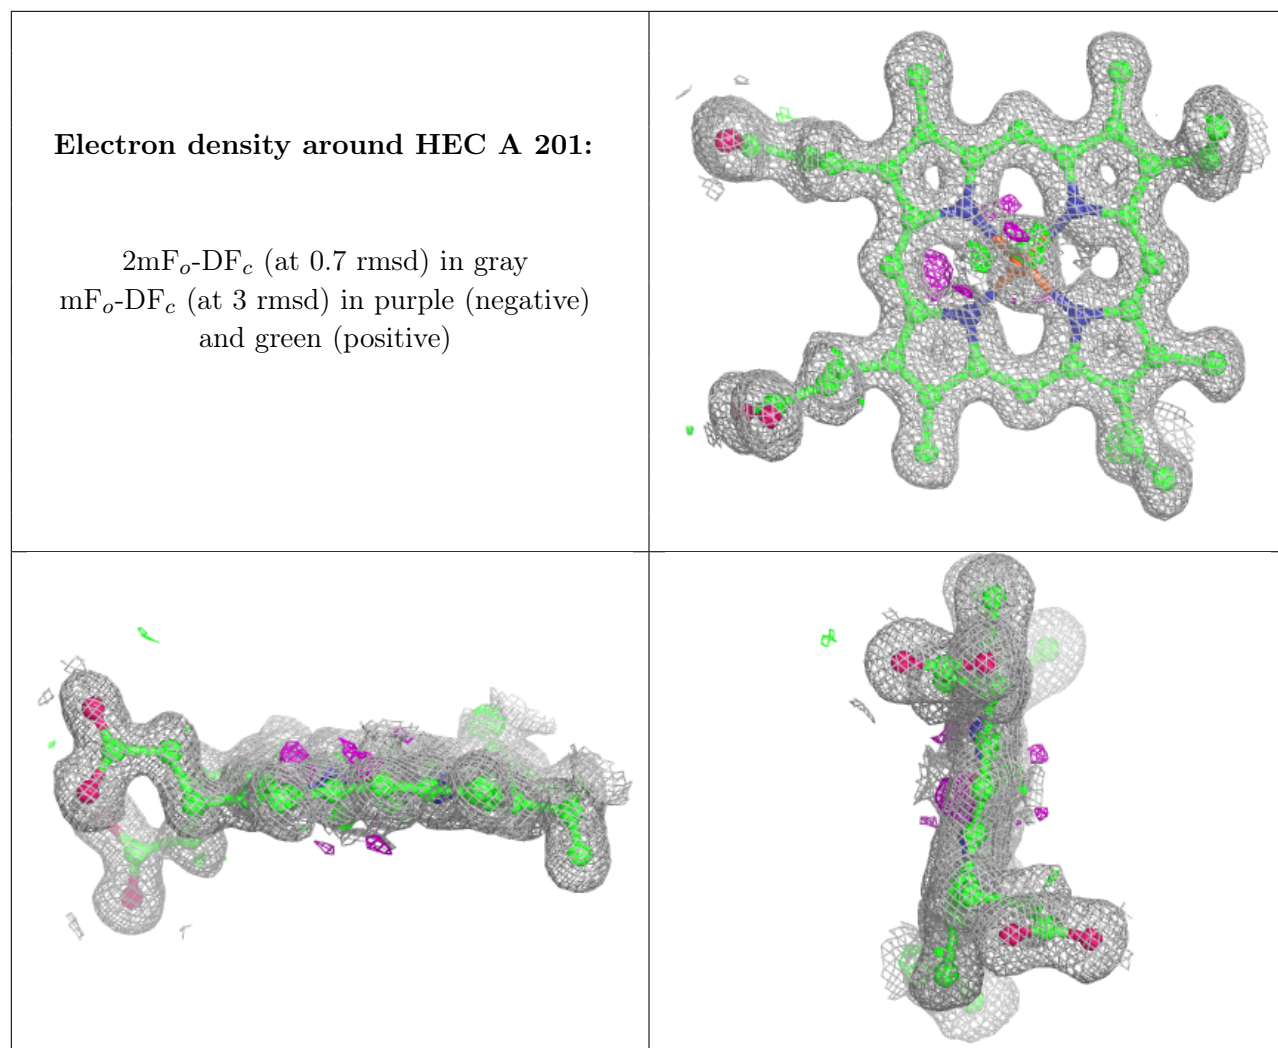 Electron density around HEC A 201:
2mFo-DFc (at 0.7 rmsd) in gray
mFo-DFc (at 3 rmsd) in purple (negative)
and green (positive)